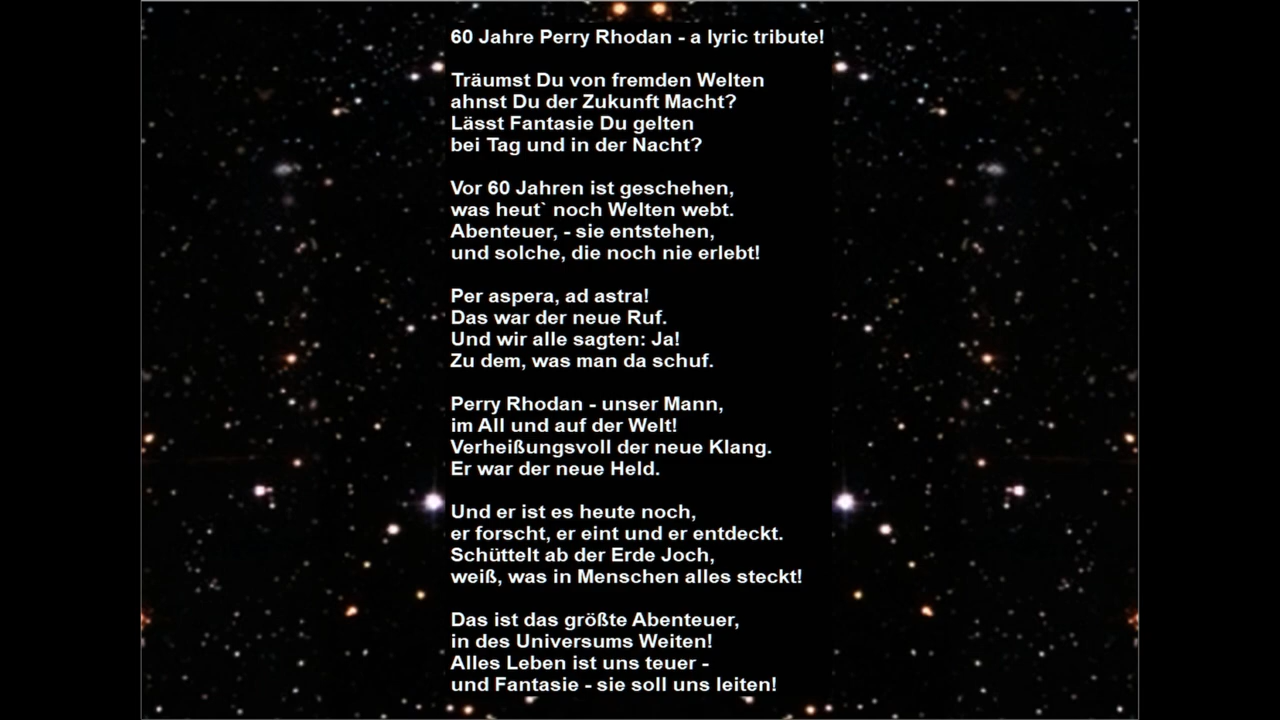 60 Jahre Perry Rhodan - a lyric tribute!
Träumst Du von fremden Welten
ahnst Du der Zukunft Macht?
Lässt Fantasie Du gelten
bei Tag und in der Nacht?
Vor 60 Jahren ist geschehen,
was heut` noch Welten webt.
Abenteuer, - sie entstehen,
und solche, die noch nie erlebt!
Per aspera, ad astra!
Das war der neue Ruf.
Und wir alle sagten: Ja!
Zu dem, was man da schuf.
Perry Rhodan - unser Mann,
im All und auf der Welt!
Verheißungsvoll der neue Klang.
Er war der neue Held.
Und er ist es heute noch,
er forscht, er eint und er entdeckt.
Schüttelt ab der Erde Joch,
weiß, was in Menschen alles steckt!
Das ist das größte Abenteuer,
in des Universums Weiten!
Alles Leben ist uns teuer -
und Fantasie - sie soll uns leiten!